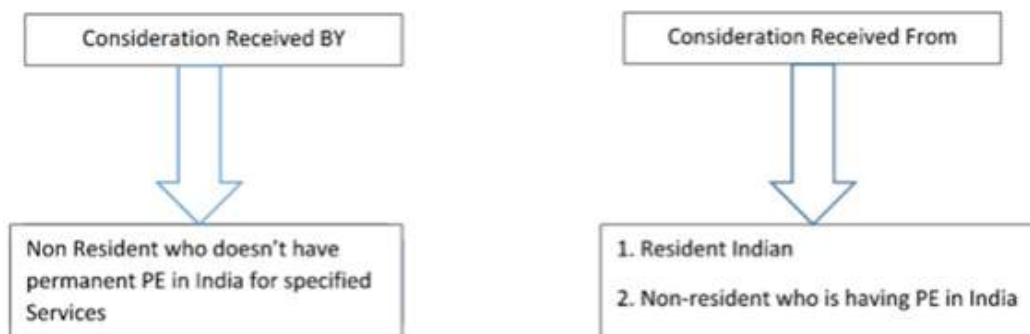 Consideration Received BY
Consideration Received From
Non Resident who doesn't have
permanent PE in India for specified
Services
1. Resident Indian
2. Non-resident who is having PE in India